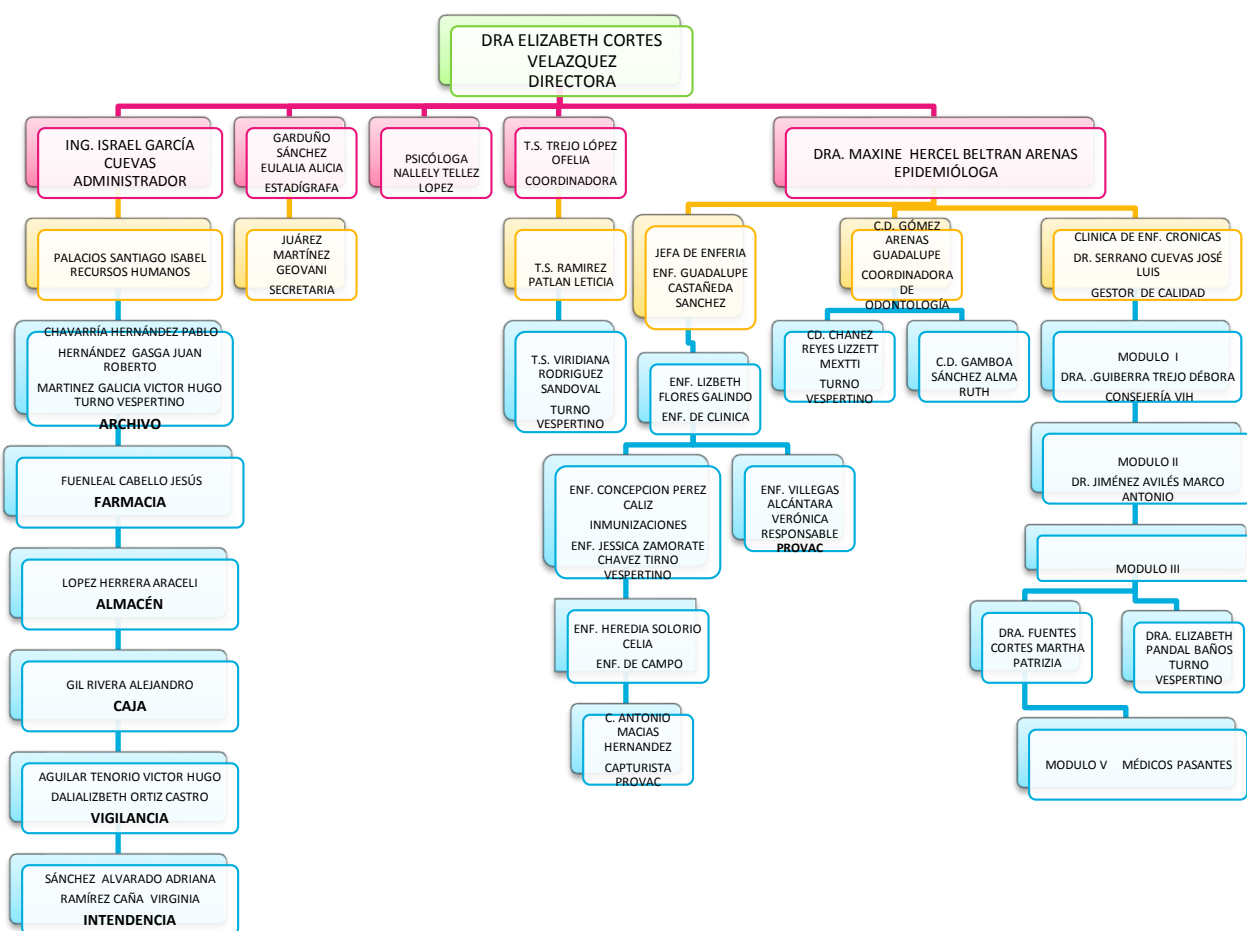 DRA ELIZABETH CORTES
VELAZQUEZ
DIRECTORA
ING. ISRAEL GARCÍA
CUEVAS
ADMINISTRADOR
GARDUÑO
SÁNCHEZ
EULALIA ALICIA
ESTADÍGRAFA
PSICÓLOGA
NALLELY TELLEZ
LOPEZ
T.S. TREJO LÓPEZ
OFELIA
COORDINADORA
DRA. MAXINE HERCEL BELTRAN ARENAS
EPIDEMIÓLOGA
PALACIOS SANTIAGO ISABEL
RECURSOS HUMANOS
JUÁREZ
MARTÍNEZ
GEOVANI
SECRETARIA
T.S. RAMIREZ
PATLAN LETICIA
JEFA DE ENFERIA
ENF. GUADALUPE
CASTAÑEDA
SANCHEZ
C.D. GÓMEZ
ARENAS
GUADALUPE
COORDINADORA
DE
ODONTOLOGÍA
CLINICA DE ENF. CRONICAS
DR. SERRANO CUEVAS JOSÉ
LUIS
GESTOR DE CALIDAD
CHAVARRÍA HERNÁNDEZ PABLO
HERNÁNDEZ GASGA JUAN
ROBERTO
MARTINEZ GALICIA VICTOR HUGO
TURNO VESPERTINO
ARCHIVO
T.S. VIRIDIANA
RODRIGUEZ
SANDOVAL
TURNO
VESPERTINO
ENF. LIZBETH
FLORES GALINDO
ENF. DE CLINICA
CD. CHANEZ
REYES LIZZETT
MEXTTI
TURNO
VESPERTINO
C.D. GAMBOA
SÁNCHEZ ALMA
RUTH
MODULO I
DRA. .GUIBERRA TREJO DÉBORA
CONSEJERÍA VIH
FUENLEAL CABELLO JESÚS
FARMACIA
ENF. CONCEPCION PEREZ
CALIZ
INMUNIZACIONES
ENF. JESSICA ZAMORATE
CHAVEZ TIRNO
VESPERTINO
ENF. VILLEGAS
ALCÁNTARA
VERÓNICA
RESPONSABLE
PROVAC
MODULO II
DR. JIMÉNEZ AVILÉS MARCO
ANTONIO
LOPEZ HERRERA ARACELI
ALMACÉN
MODULO III
ENF. HEREDIA SOLORIO
CELIA
ENF. DE CAMPO
DRA. FUENTES
CORTES MARTHA
PATRIZIA
DRA. ELIZABETH
PANDAL BAÑOS
TURNO
VESPERTINO
GIL RIVERA ALEJANDRO
CAJA
C. ANTONIO
MACIAS
HERNANDEZ
CAPTURISTA
PROVAC
MODULO V MÉDICOS PASANTES
AGUILAR TENORIO VICTOR HUGO
DALIALIZBETH ORTIZ CASTRO
VIGILANCIA
SÁNCHEZ ALVARADO ADRIANA
RAMÍREZ CAÑA VIRGINIA
INTENDENCIA